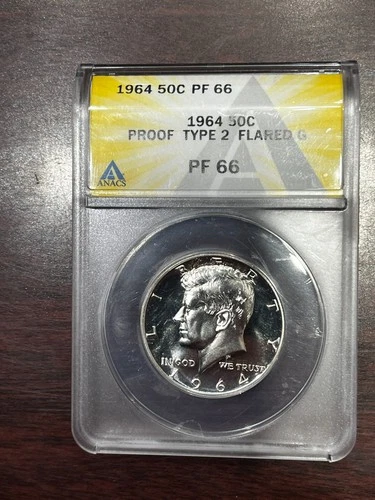 1964 50C PF 66
1964 50C
PROOF TYPE 2 FLARED G
PF 66
ANACS
LIBERTY
IN GOD WE TRUST
1964